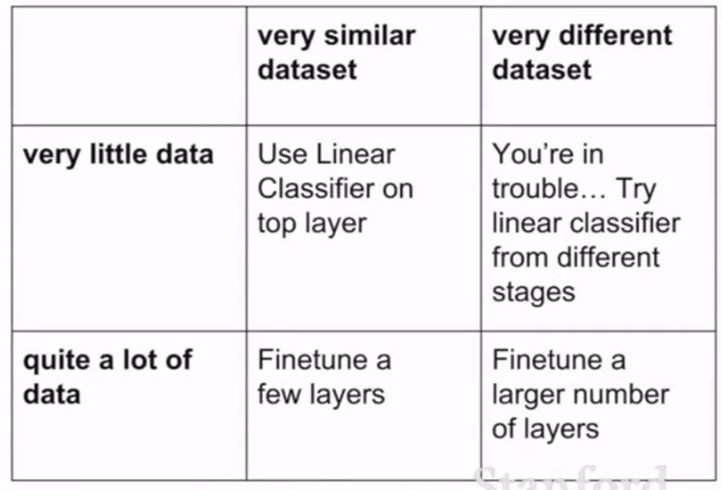 very similar
dataset
very different
dataset
very little data
Use Linear
Classifier on
top layer
You're in
trouble... Try
linear classifier
from different
stages
quite a lot of
data
Finetune a
few layers
Finetune a
larger number
of layers
Stanford